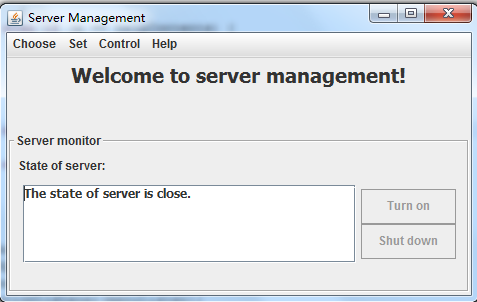 Server Management
Choose Set Control Help
Welcome to server management!
Server monitor
State of server:
The state of server is close.
Turn on
Shut down